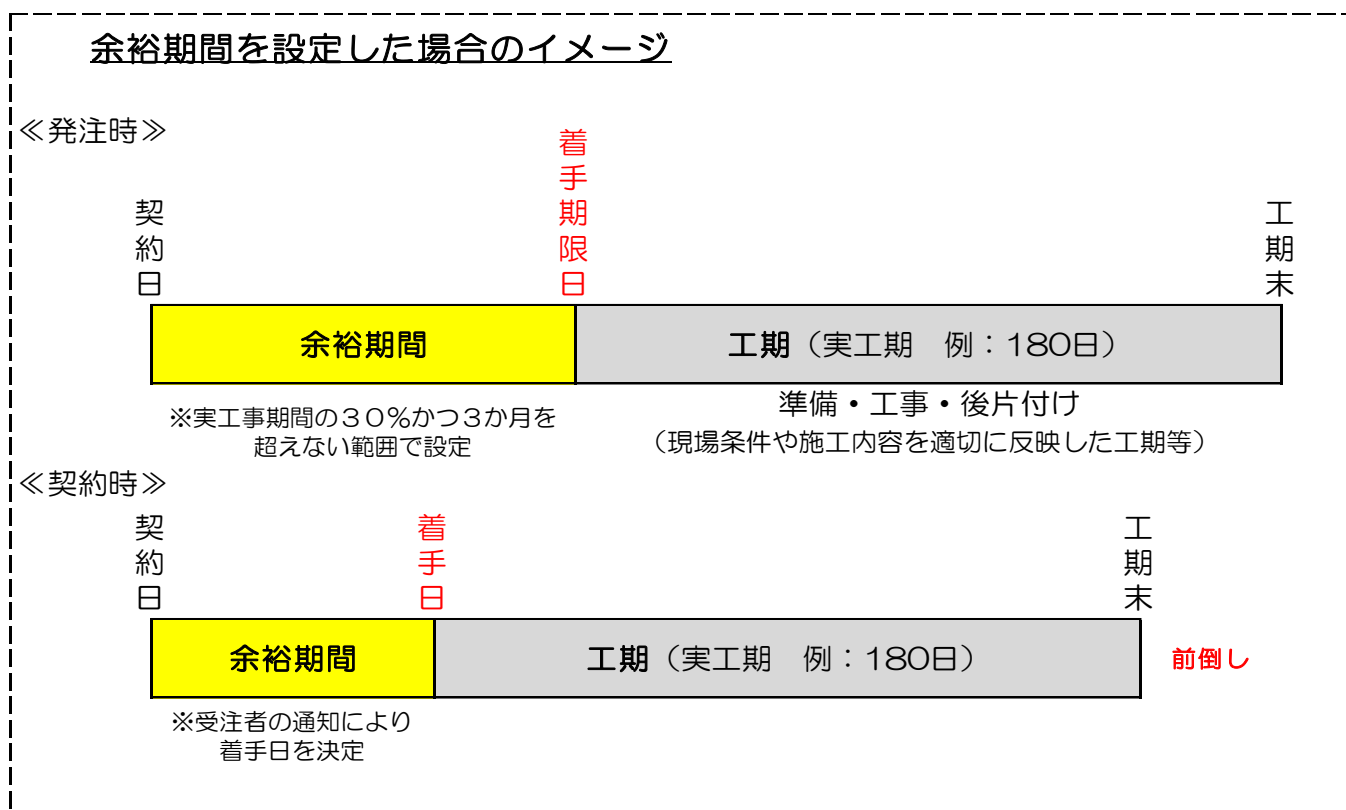 余裕期間を設定した場合のイメージ
≪発注時≫
契約日
着手期限日
工期末
余裕期間
工期（実工期　例：180日）
※実工事期間の３０％かつ３か月を
超えない範囲で設定
準備・工事・後片付け
（現場条件や施工内容を適切に反映した工期等）
≪契約時≫
契約日
着手日
工期末
余裕期間
工期（実工期　例：180日）
前倒し
※受注者の通知により
着手日を決定